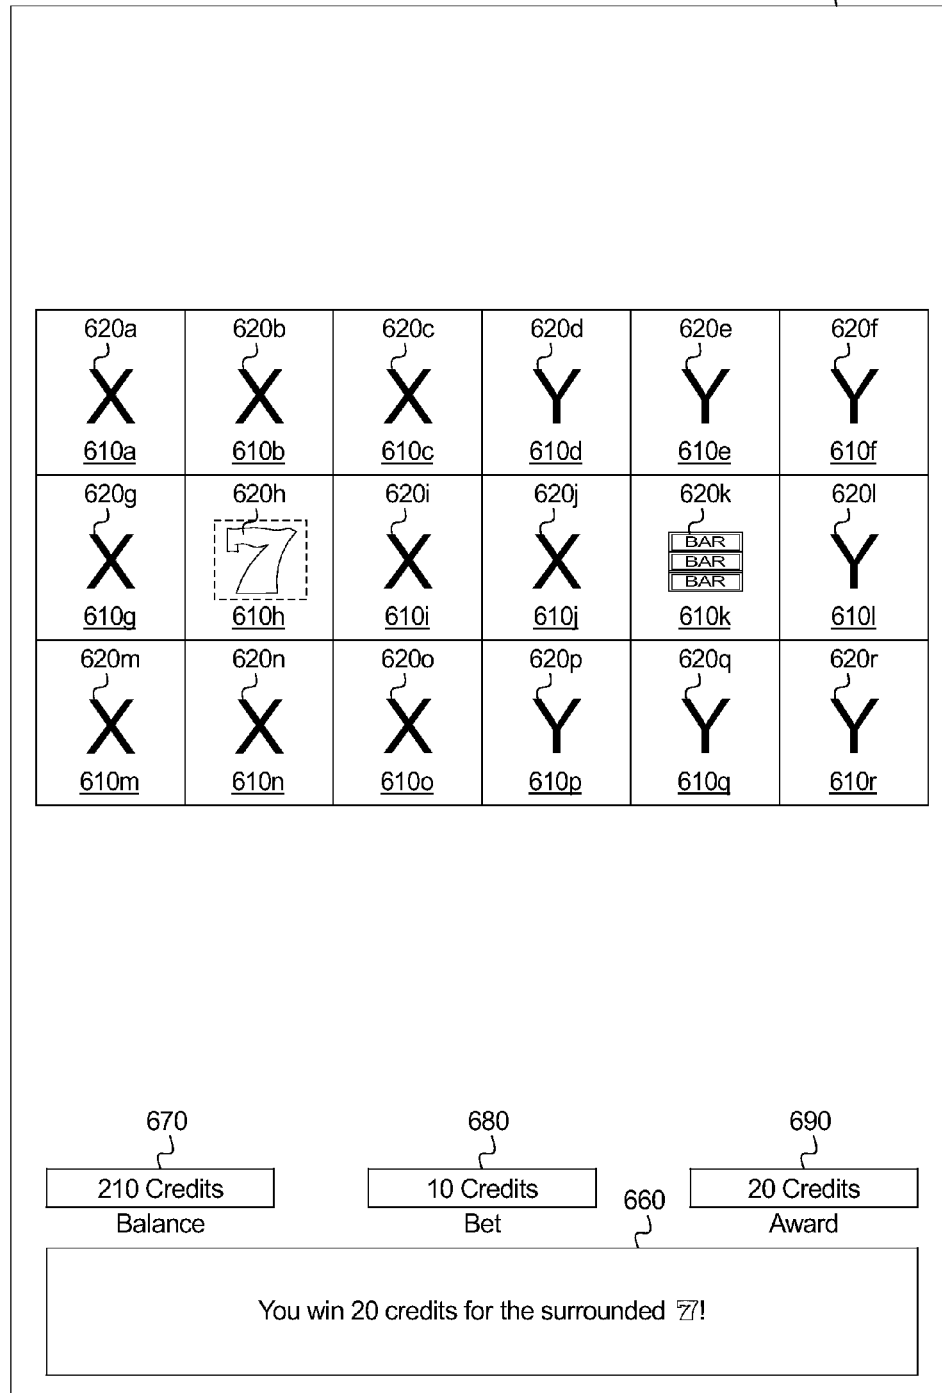 620a 620b 620c 620d 620e 620f
X X X Y Y Y
610a 610b 610c 610d 610e 610f
620g 620h 620i 620j 620k 620l
X 7 X X BAR Y
BAR
BAR
610g 610h 610i 610j 610k 610l
620m 620n 620o 620p 620q 620r
X X X Y Y Y
610m 610n 610o 610p 610q 610r
670 680 690
210 Credits 10 Credits 20 Credits
Balance Bet 660 Award
You win 20 credits for the surrounded 7!